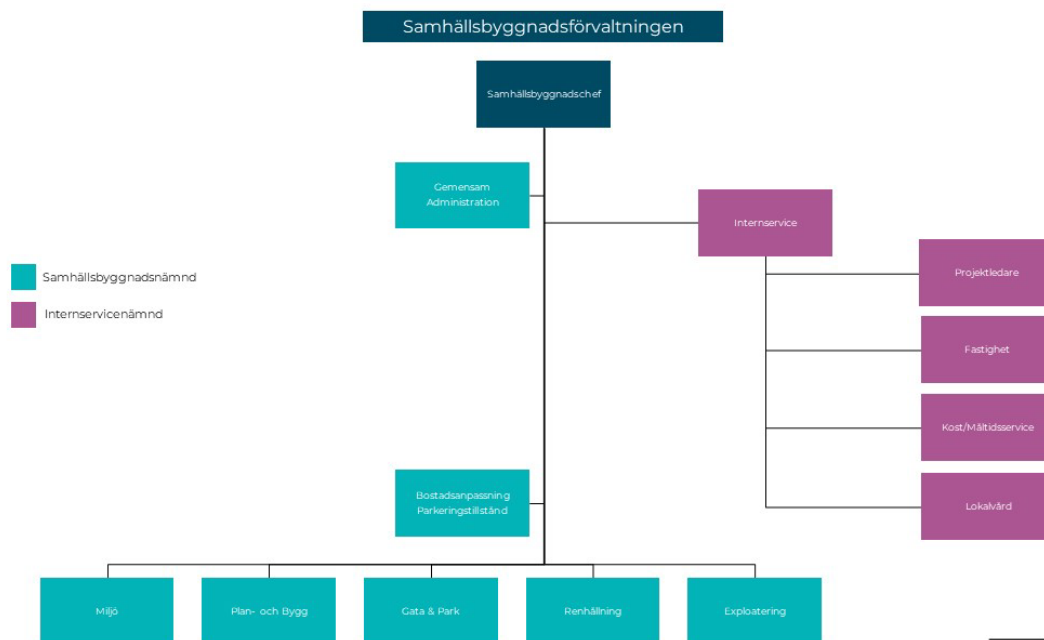 Samhällsbyggnadsförvaltningen
Samhällsbyggnadschef
Gemensam
Administration
Internservice
Projektledare
Samhällsbyggnadsnämnd
Internservicenämnd
Fastighet
Kost/Måltidsservice
Bostadsanpassning
Parkeringstillstånd
Lokalvård
Miljö
Plan- och Bygg
Gata & Park
Renhållning
Exploatering